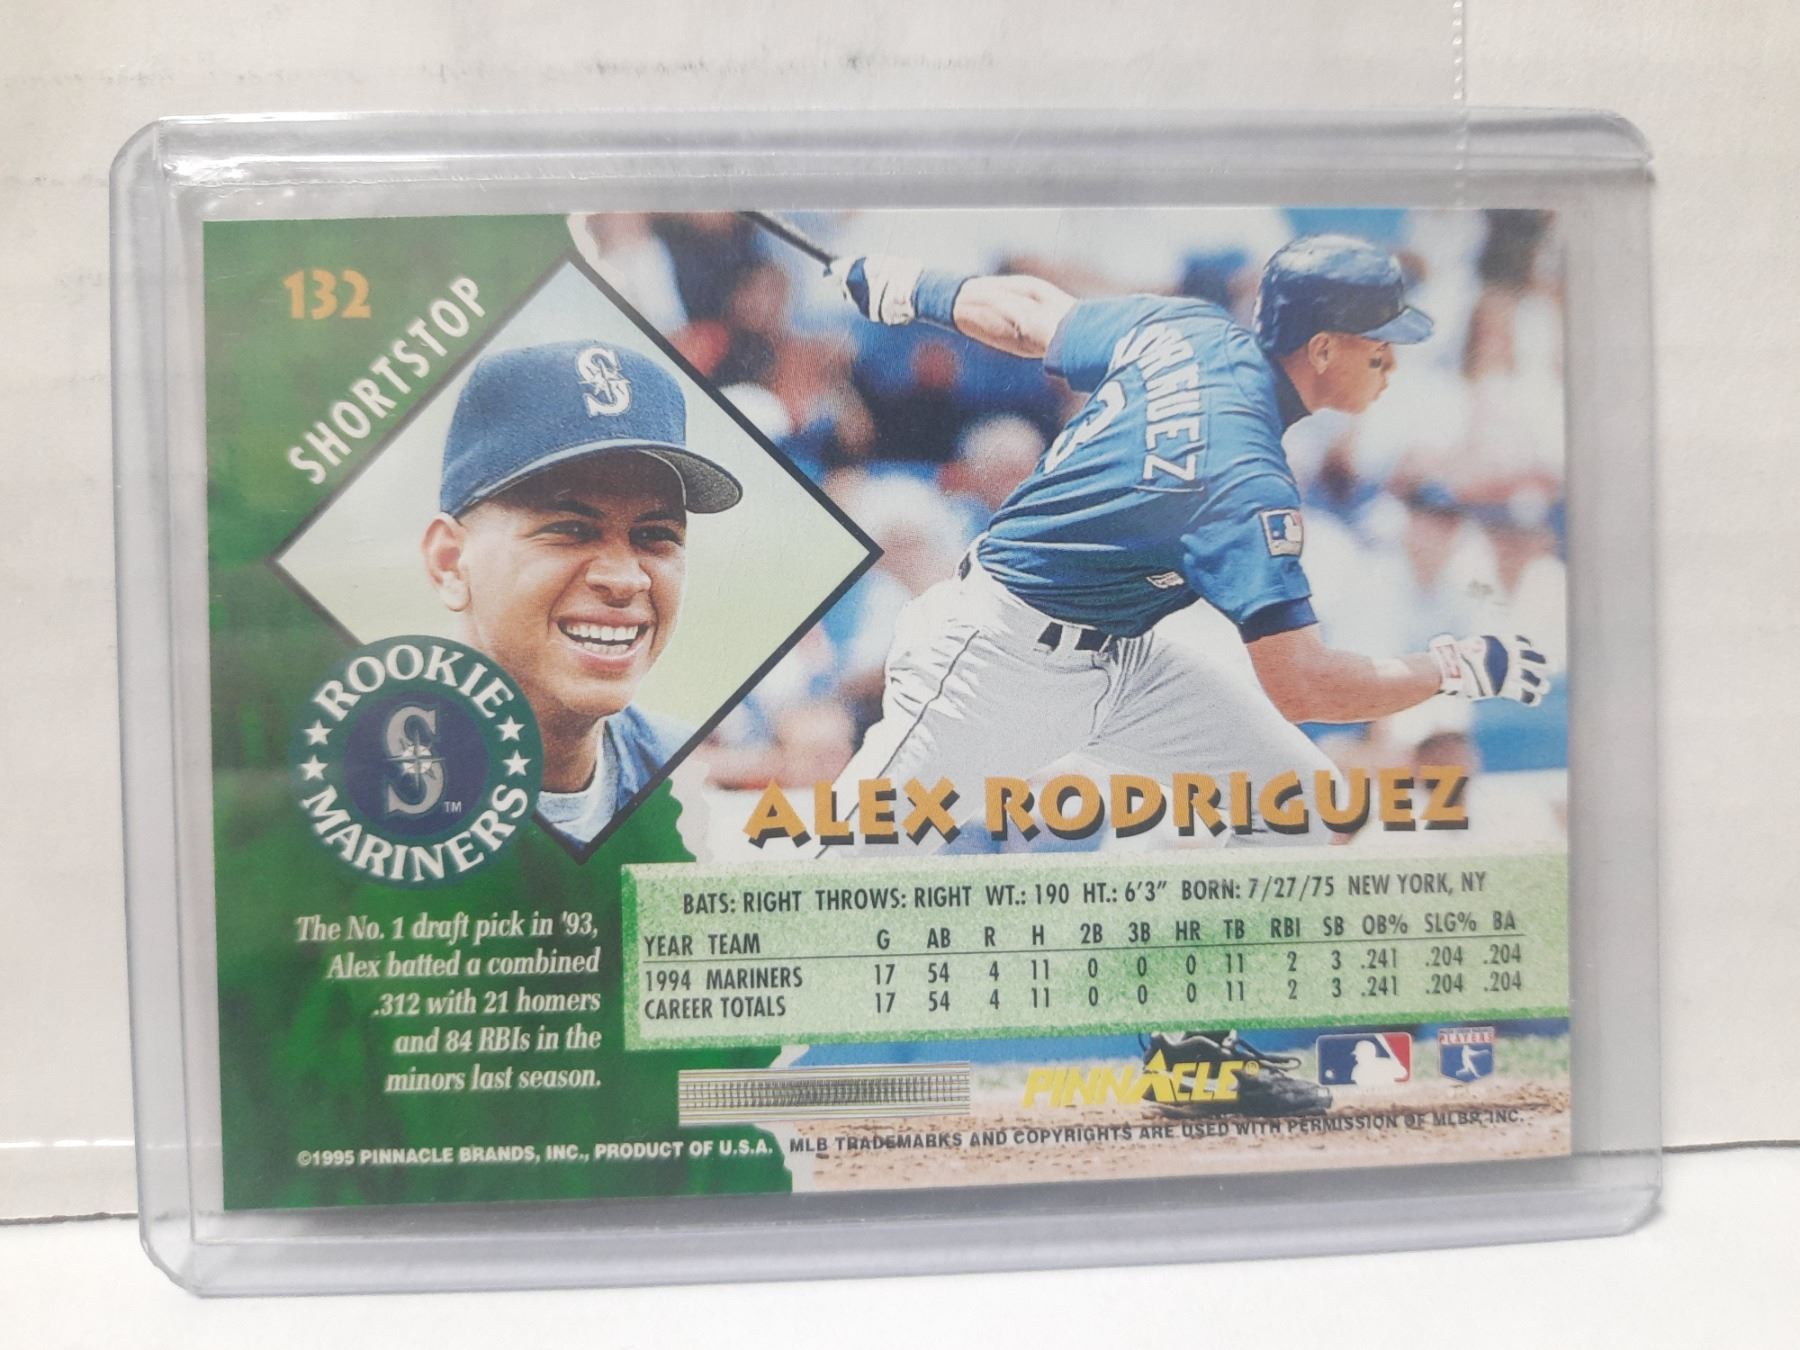 132
SHORTSTOP
S
RIGUEZ
3
ROOKIE
S
TM
MARINERS
ALEX RODRIGUEZ
BATS: RIGHT THROWS: RIGHT WT.: 190 HT.: 6'3" BORN: 7/27/75 NEW YORK, NY
YEAR TEAM G AB R H 2B 3B HR TB RBI SB OB% SLG% BA
1994 MARINERS 17 54 4 11 0 0 0 11 2 3 .241 .204 .204
CAREER TOTALS 17 54 4 11 0 0 0 11 2 3 .241 .204 .204
The No. 1 draft pick in '93,
Alex batted a combined
.312 with 21 homers
and 84 RBIs in the
minors last season.
PINNACLE®
PLAYERS
©1995 PINNACLE BRANDS, INC., PRODUCT OF U.S.A. MLB TRADEMARKS AND COPYRIGHTS ARE USED WITH PERMISSION OF MLBP, INC.